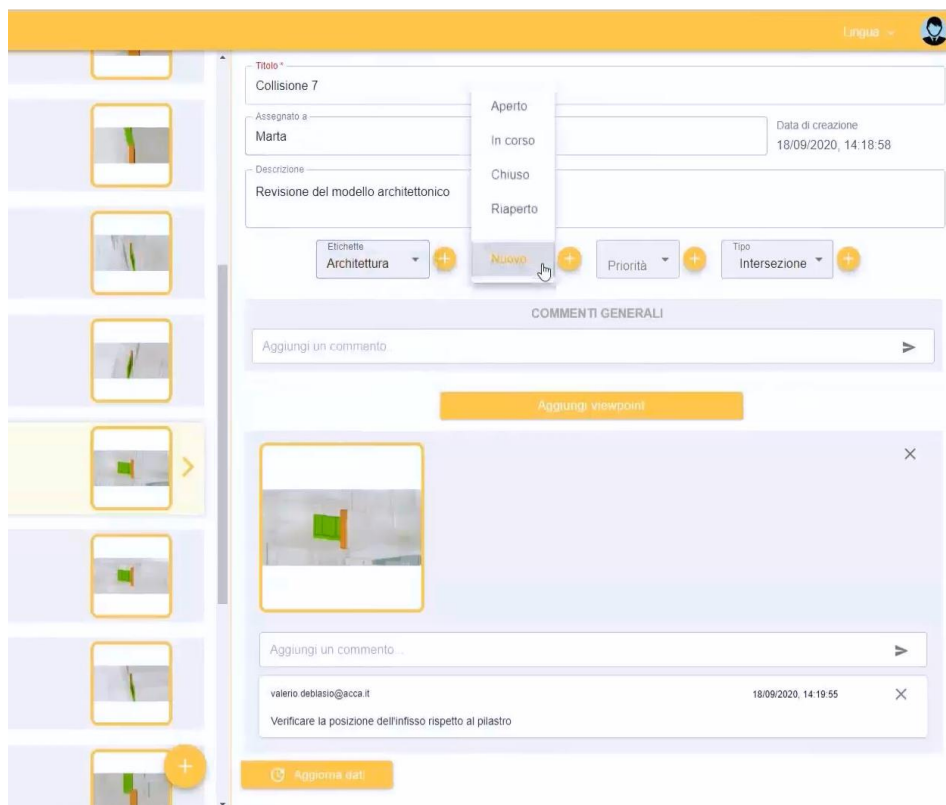 Lingua
Titolo *
Collisione 7
Assegnato a
Marta
Data di creazione
18/09/2020, 14:18:58
Descrizione
Revisione del modello architettonico
Aperto
In corso
Chiuso
Riaperto
Nuovo
Etichette
Architettura
Priorità
Tipo
Intersezione
COMMENTI GENERALI
Aggiungi un commento
Aggiungi viewpoint
Aggiungi un commento...
valerio deblasio@acca.it
18/09/2020, 14:19:55
Verificare la posizione dell'infisso rispetto al pilastro
Aggiorna dati